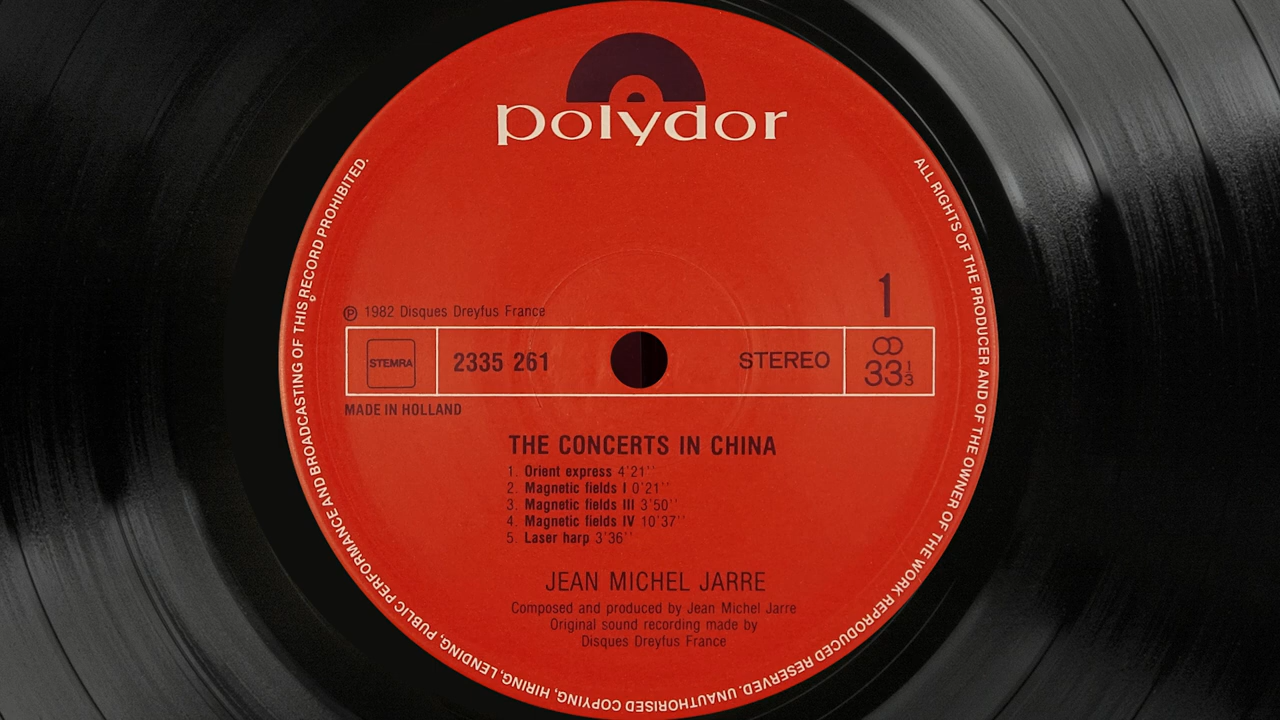 polydor
ALL RIGHTS OF THE PRODUCER AND OF THE OWNER OF THE WORK REPRODUCED RESERVED. UNAUTHORISED COPYING, HIRING, LENDING, PUBLIC PERFORMANCE AND BROADCASTING OF THIS RECORD PROHIBITED.
1
Ⓟ 1982 Disques Dreyfus France
STEMRA
2335 261
STEREO
33 1/3
MADE IN HOLLAND
THE CONCERTS IN CHINA
1. Orient express 4'21''
2. Magnetic fields I 0'21''
3. Magnetic fields III 3'50''
4. Magnetic fields IV 10'37''
5. Laser harp 3'36''
JEAN MICHEL JARRE
Composed and produced by Jean Michel Jarre
Original sound recording made by
Disques Dreyfus France